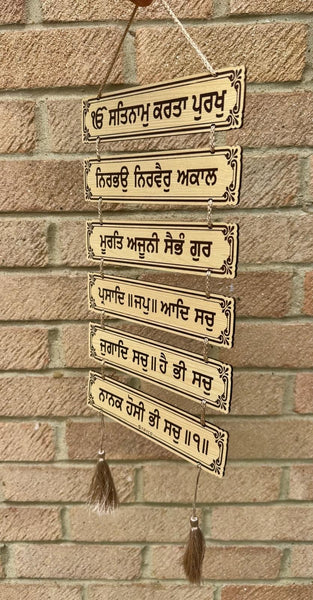 ੴ ਸਤਿਨਾਮੁ ਕਰਤਾ ਪੁਰਖੁ
ਨਿਰਭਉ ਨਿਰਵੈਰੁ ਅਕਾਲ
ਮੂਰਤਿ ਅਜੂਨੀ ਸੈਭੰ ਗੁਰ
ਪ੍ਰਸਾਦਿ ॥ ਜਪੁ ॥ ਆਦਿ ਸਚੁ
ਜੁਗਾਦਿ ਸਚੁ ॥ ਹੈ ਭੀ ਸਚੁ
ਨਾਨਕ ਹੋਸੀ ਭੀ ਸਚੁ ॥੧॥